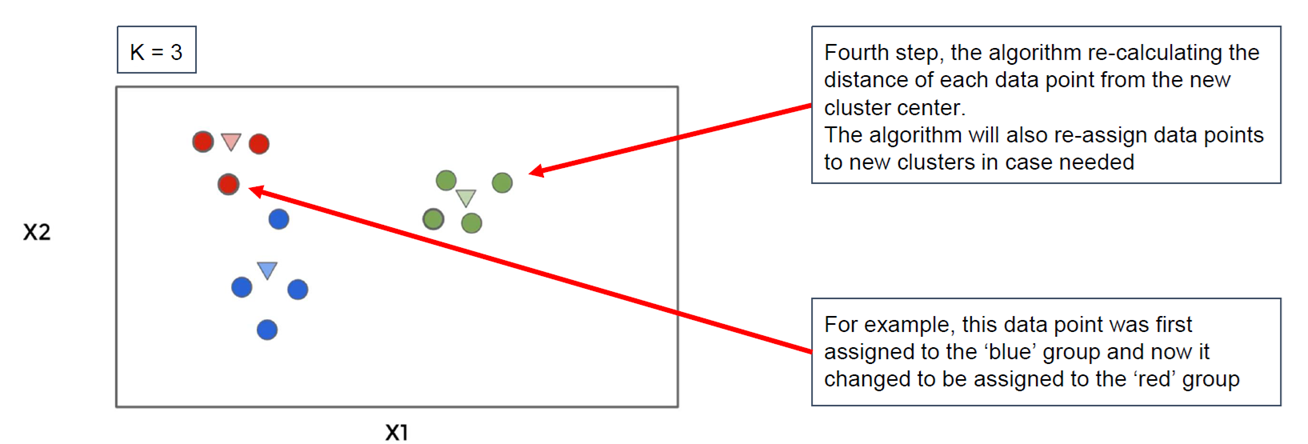 K = 3
Fourth step, the algorithm re-calculating the
distance of each data point from the new
cluster center.
The algorithm will also re-assign data points
to new clusters in case needed
X2
For example, this data point was first
assigned to the ‘blue’ group and now it
changed to be assigned to the ‘red’ group
X1